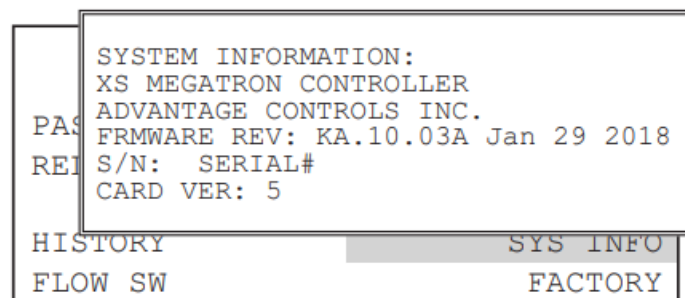 SYSTEM INFORMATION:
XS MEGATRON CONTROLLER
ADVANTAGE CONTROLS INC.
FRMWARE REV: KA.10.03A Jan 29 2018
S/N: SERIAL#
CARD VER: 5
HISTORY SYS INFO
FLOW SW FACTORY